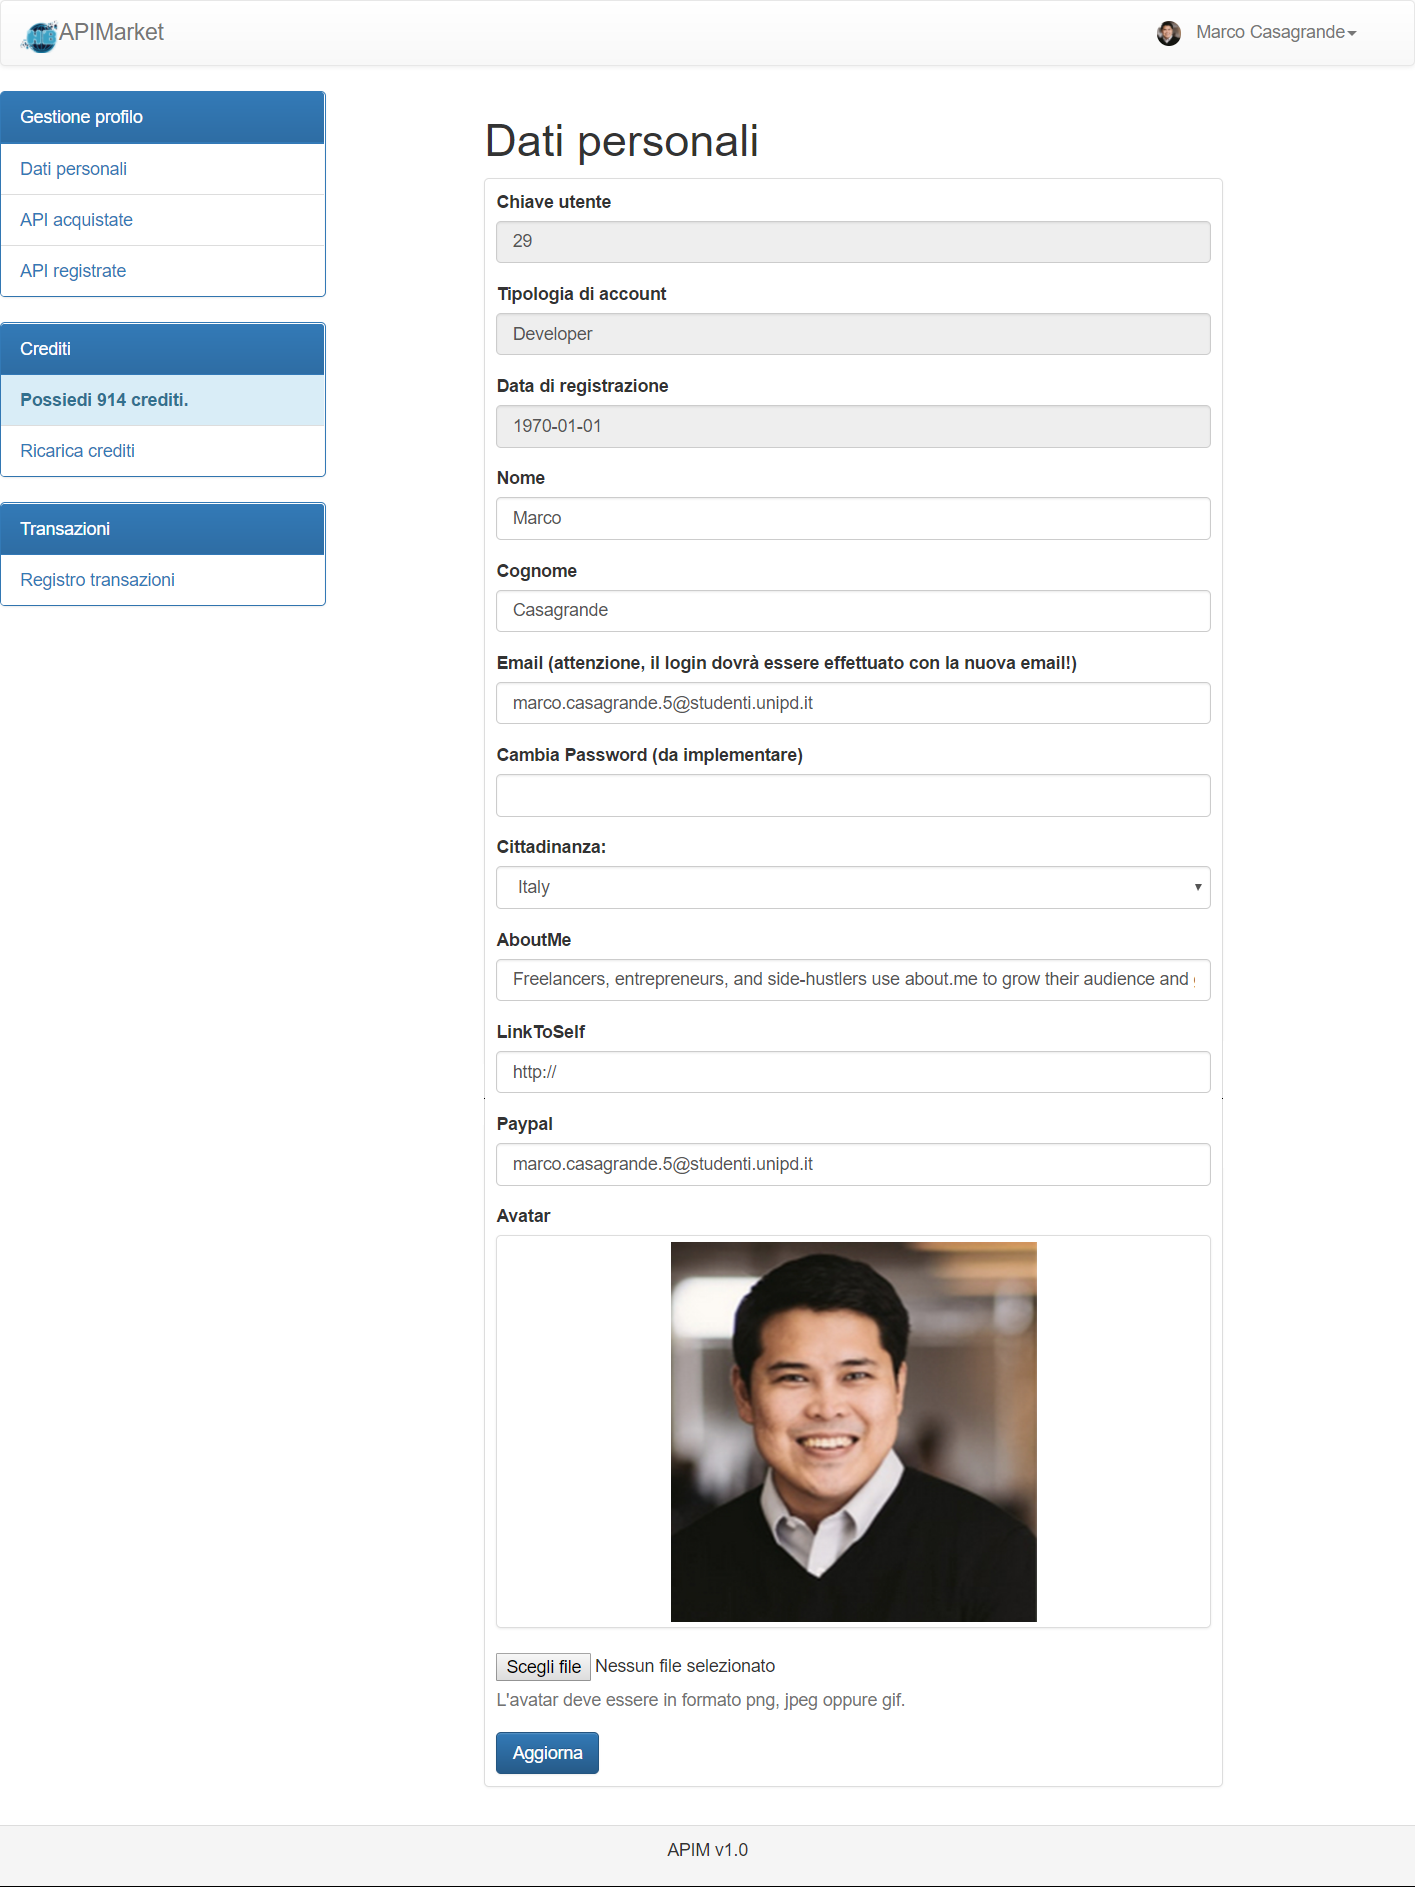 APIMarket
Marco Casagrande
Gestione profilo
Dati personali
API acquistate
API registrate
Crediti
Possiedi 914 crediti.
Ricarica crediti
Transazioni
Registro transazioni
Dati personali
Chiave utente
29
Tipologia di account
Developer
Data di registrazione
1970-01-01
Nome
Marco
Cognome
Casagrande
Email (attenzione, il login dovrà essere effettuato con la nuova email!)
marco.casagrande.5@studenti.unipd.it
Cambia Password (da implementare)
Cittadinanza:
Italy
AboutMe
Freelancers, entrepreneurs, and side-hustlers use about.me to grow their audience and
LinkToSelf
http://
Paypal
marco.casagrande.5@studenti.unipd.it
Avatar
Scegli file Nessun file selezionato
L'avatar deve essere in formato png, jpeg oppure gif.
Aggiorna
APIM v1.0